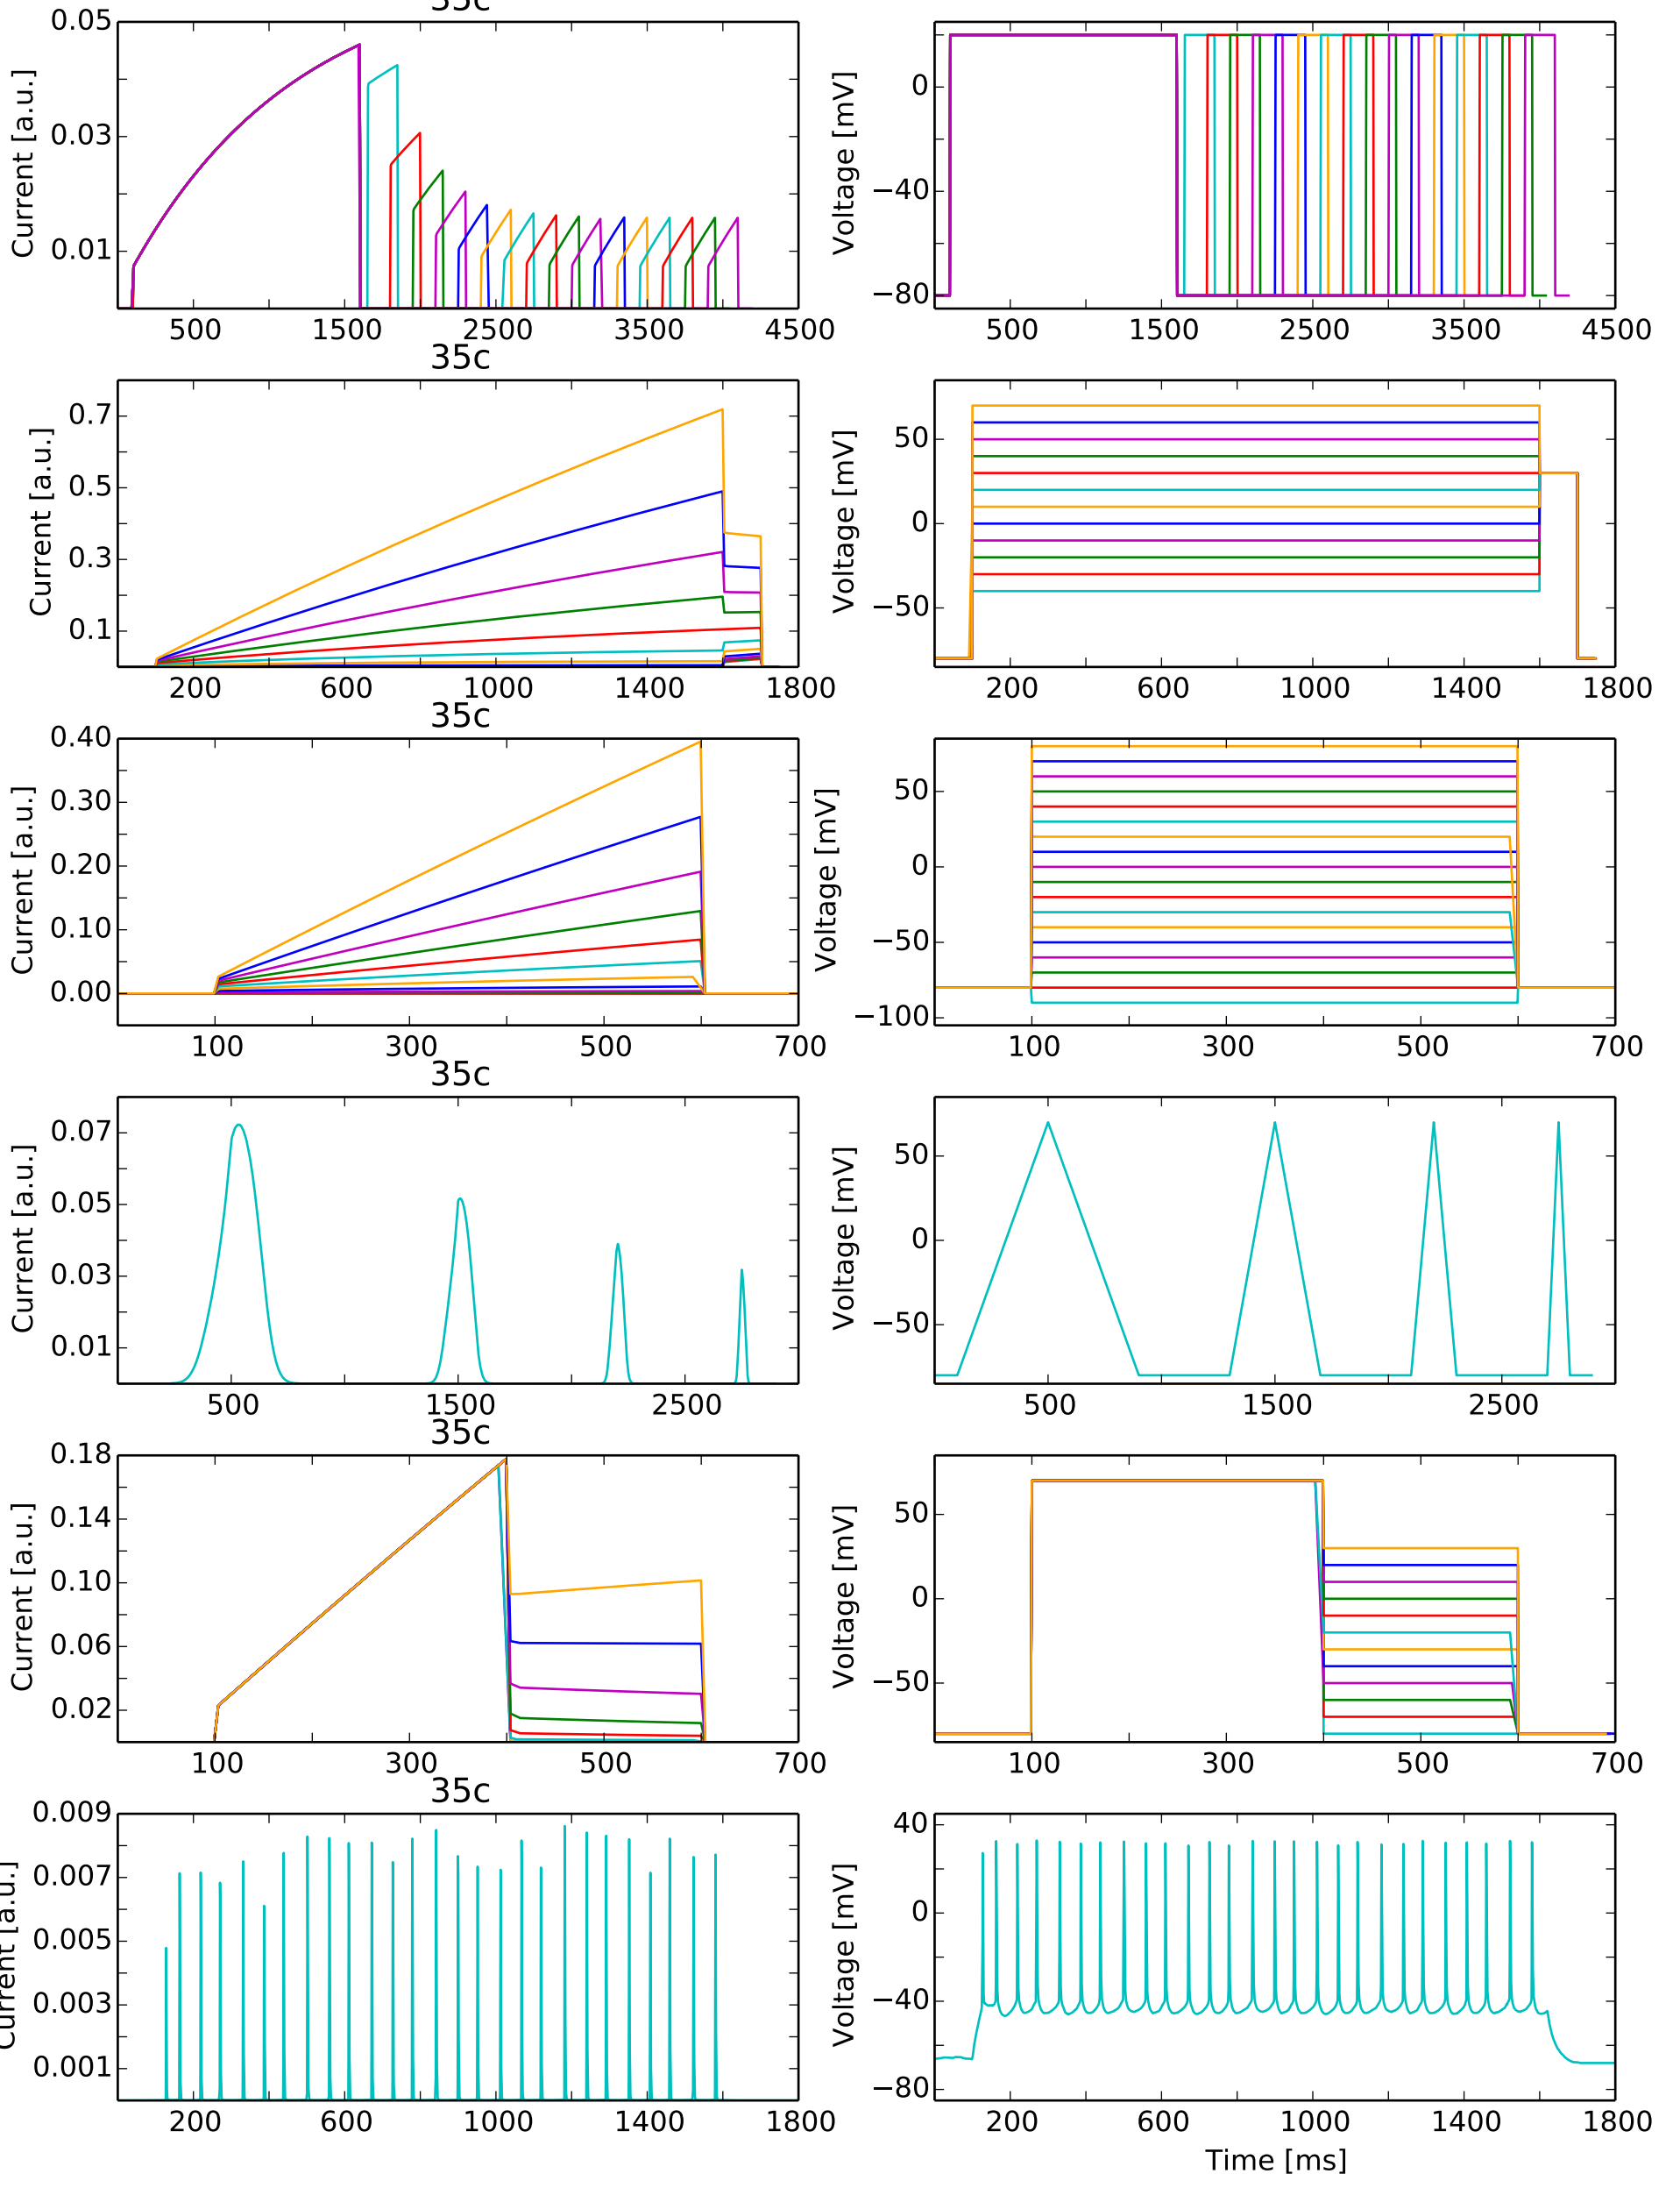 35c
0.05
0.03
0.01
Current [a.u.]
500 1500 2500 3500 4500
0
−40
−80
Voltage [mV]
500 1500 2500 3500 4500
35c
0.7
0.5
0.3
0.1
Current [a.u.]
200 600 1000 1400 1800
50
0
−50
Voltage [mV]
200 600 1000 1400 1800
35c
0.40
0.30
0.20
0.10
0.00
Current [a.u.]
100 300 500 700
50
0
−50
−100
Voltage [mV]
100 300 500 700
35c
0.07
0.05
0.03
0.01
Current [a.u.]
500 1500 2500
50
0
−50
Voltage [mV]
500 1500 2500
35c
0.18
0.14
0.10
0.06
0.02
Current [a.u.]
100 300 500 700
50
0
−50
Voltage [mV]
100 300 500 700
35c
0.009
0.007
0.005
0.003
0.001
Current [a.u.]
200 600 1000 1400 1800
40
0
−40
−80
Voltage [mV]
200 600 1000 1400 1800
Time [ms]